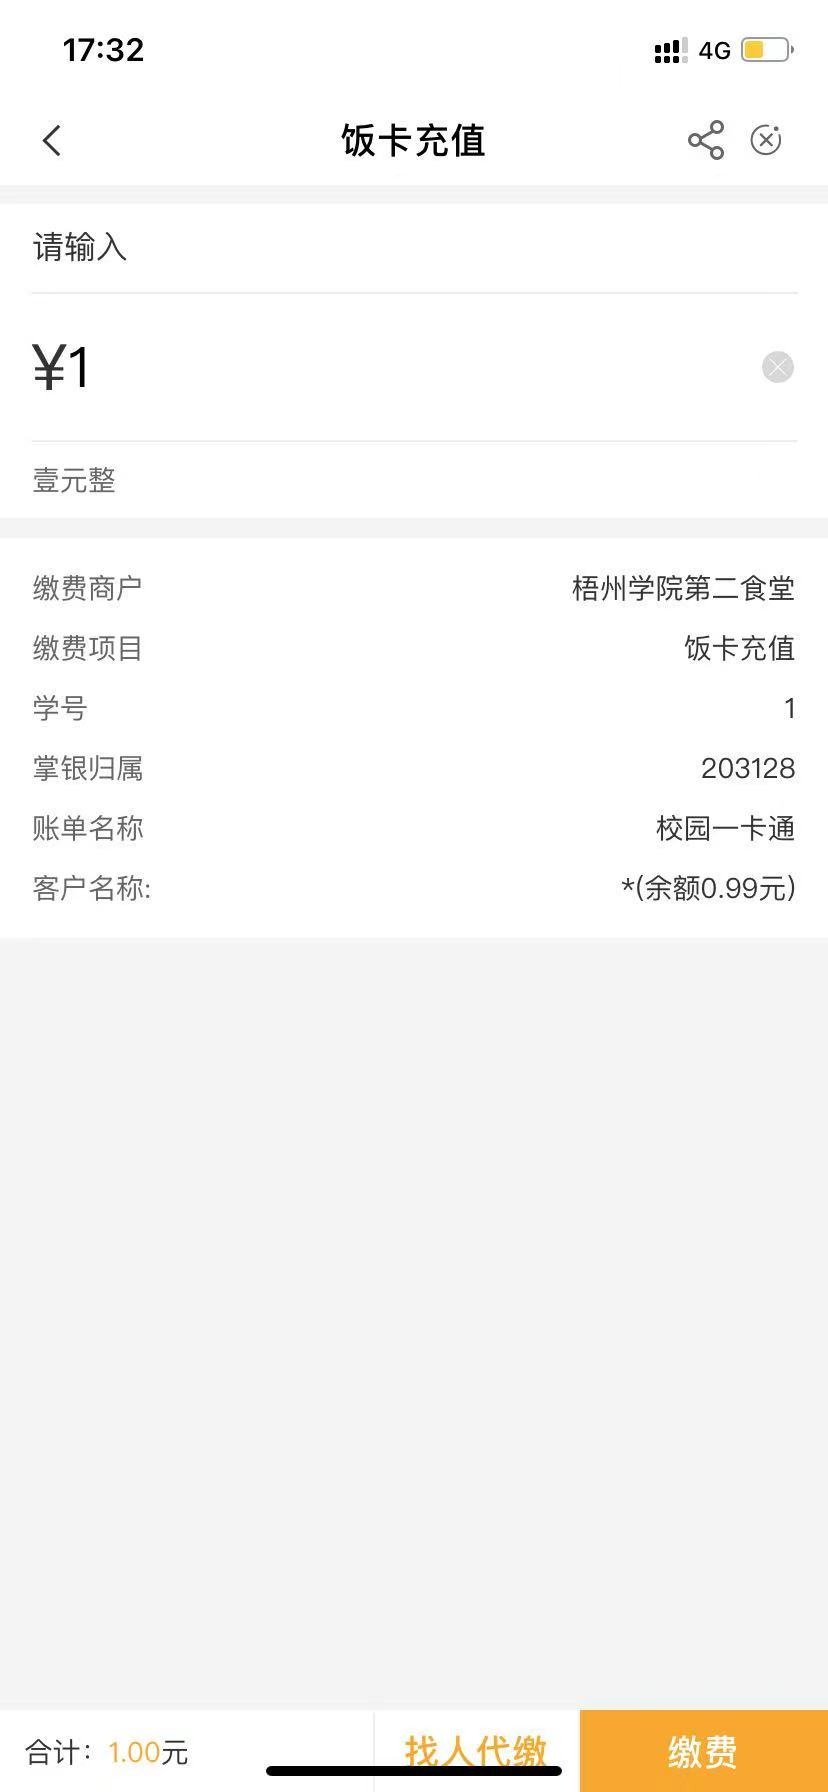 17:32 4G
饭卡充值
请输入
¥1
壹元整
缴费商户 梧州学院第二食堂
缴费项目 饭卡充值
学号 1
掌银归属 203128
账单名称 校园一卡通
客户名称: *(余额0.99元)
合计：1.00元 找人代缴 缴费